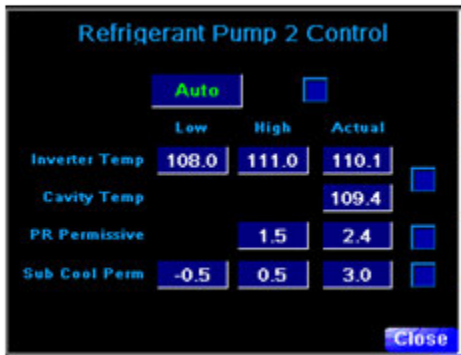 Refrigerant Pump 2 Control
Auto
Low High Actual
Inverter Temp 108.0 111.0 110.1
Cavity Temp 109.4
PR Permissive 1.5 2.4
Sub Cool Perm -0.5 0.5 3.0
Close